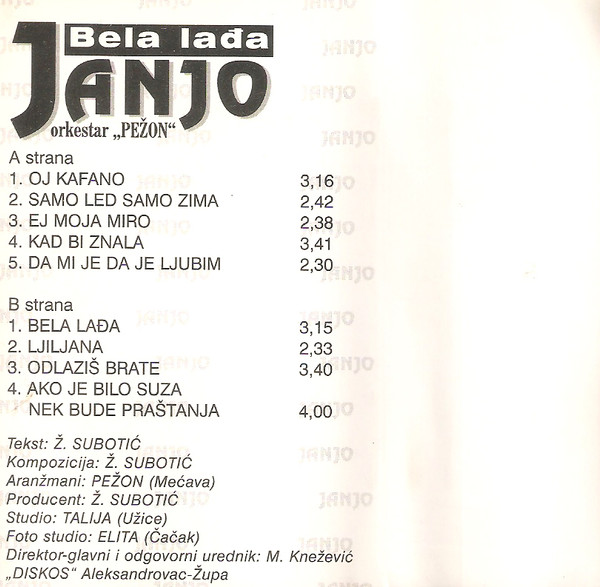 Bela lađa
JANJO
orkestar „PEŽON“
A strana
1. OJ KAFANO 3,16
2. SAMO LED SAMO ZIMA 2,42
3. EJ MOJA MIRO 2,38
4. KAD BI ZNALA 3,41
5. DA MI JE DA JE LJUBIM 2,30
B strana
1. BELA LAĐA 3,15
2. LJILJANA 2,33
3. ODLAZIŠ BRATE 3,40
4. AKO JE BILO SUZA
NEK BUDE PRAŠTANJA 4,00
Tekst: Ž. SUBOTIĆ
Kompozicija: Ž. SUBOTIĆ
Aranžmani: PEŽON (Mećava)
Producent: Ž. SUBOTIĆ
Studio: TALIJA (Užice)
Foto studio: ELITA (Čačak)
Direktor-glavni i odgovorni urednik: M. Knežević
„DISKOS“ Aleksandrovac-Župa